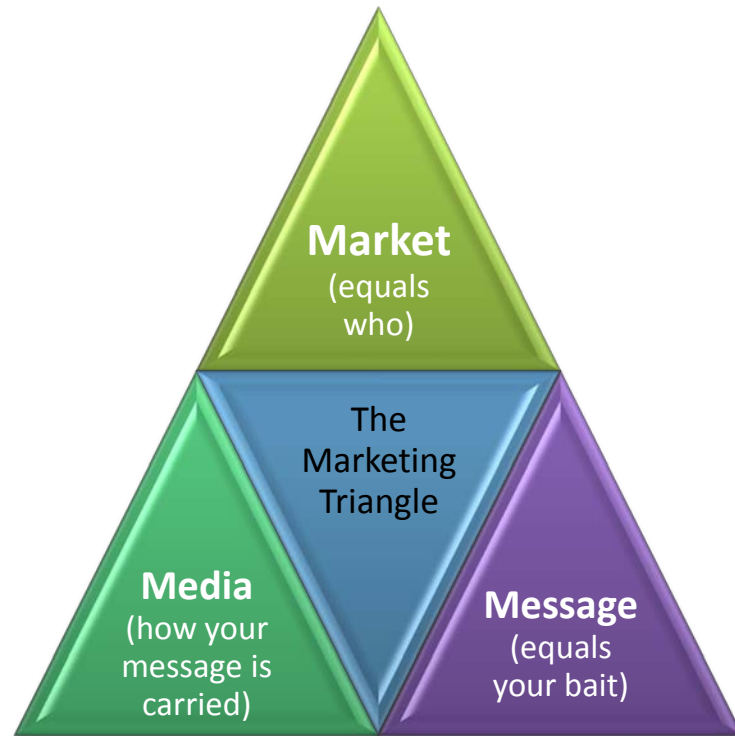 Market
(equals
who)
The
Marketing
Triangle
Media
(how your
message is
carried)
Message
(equals
your bait)